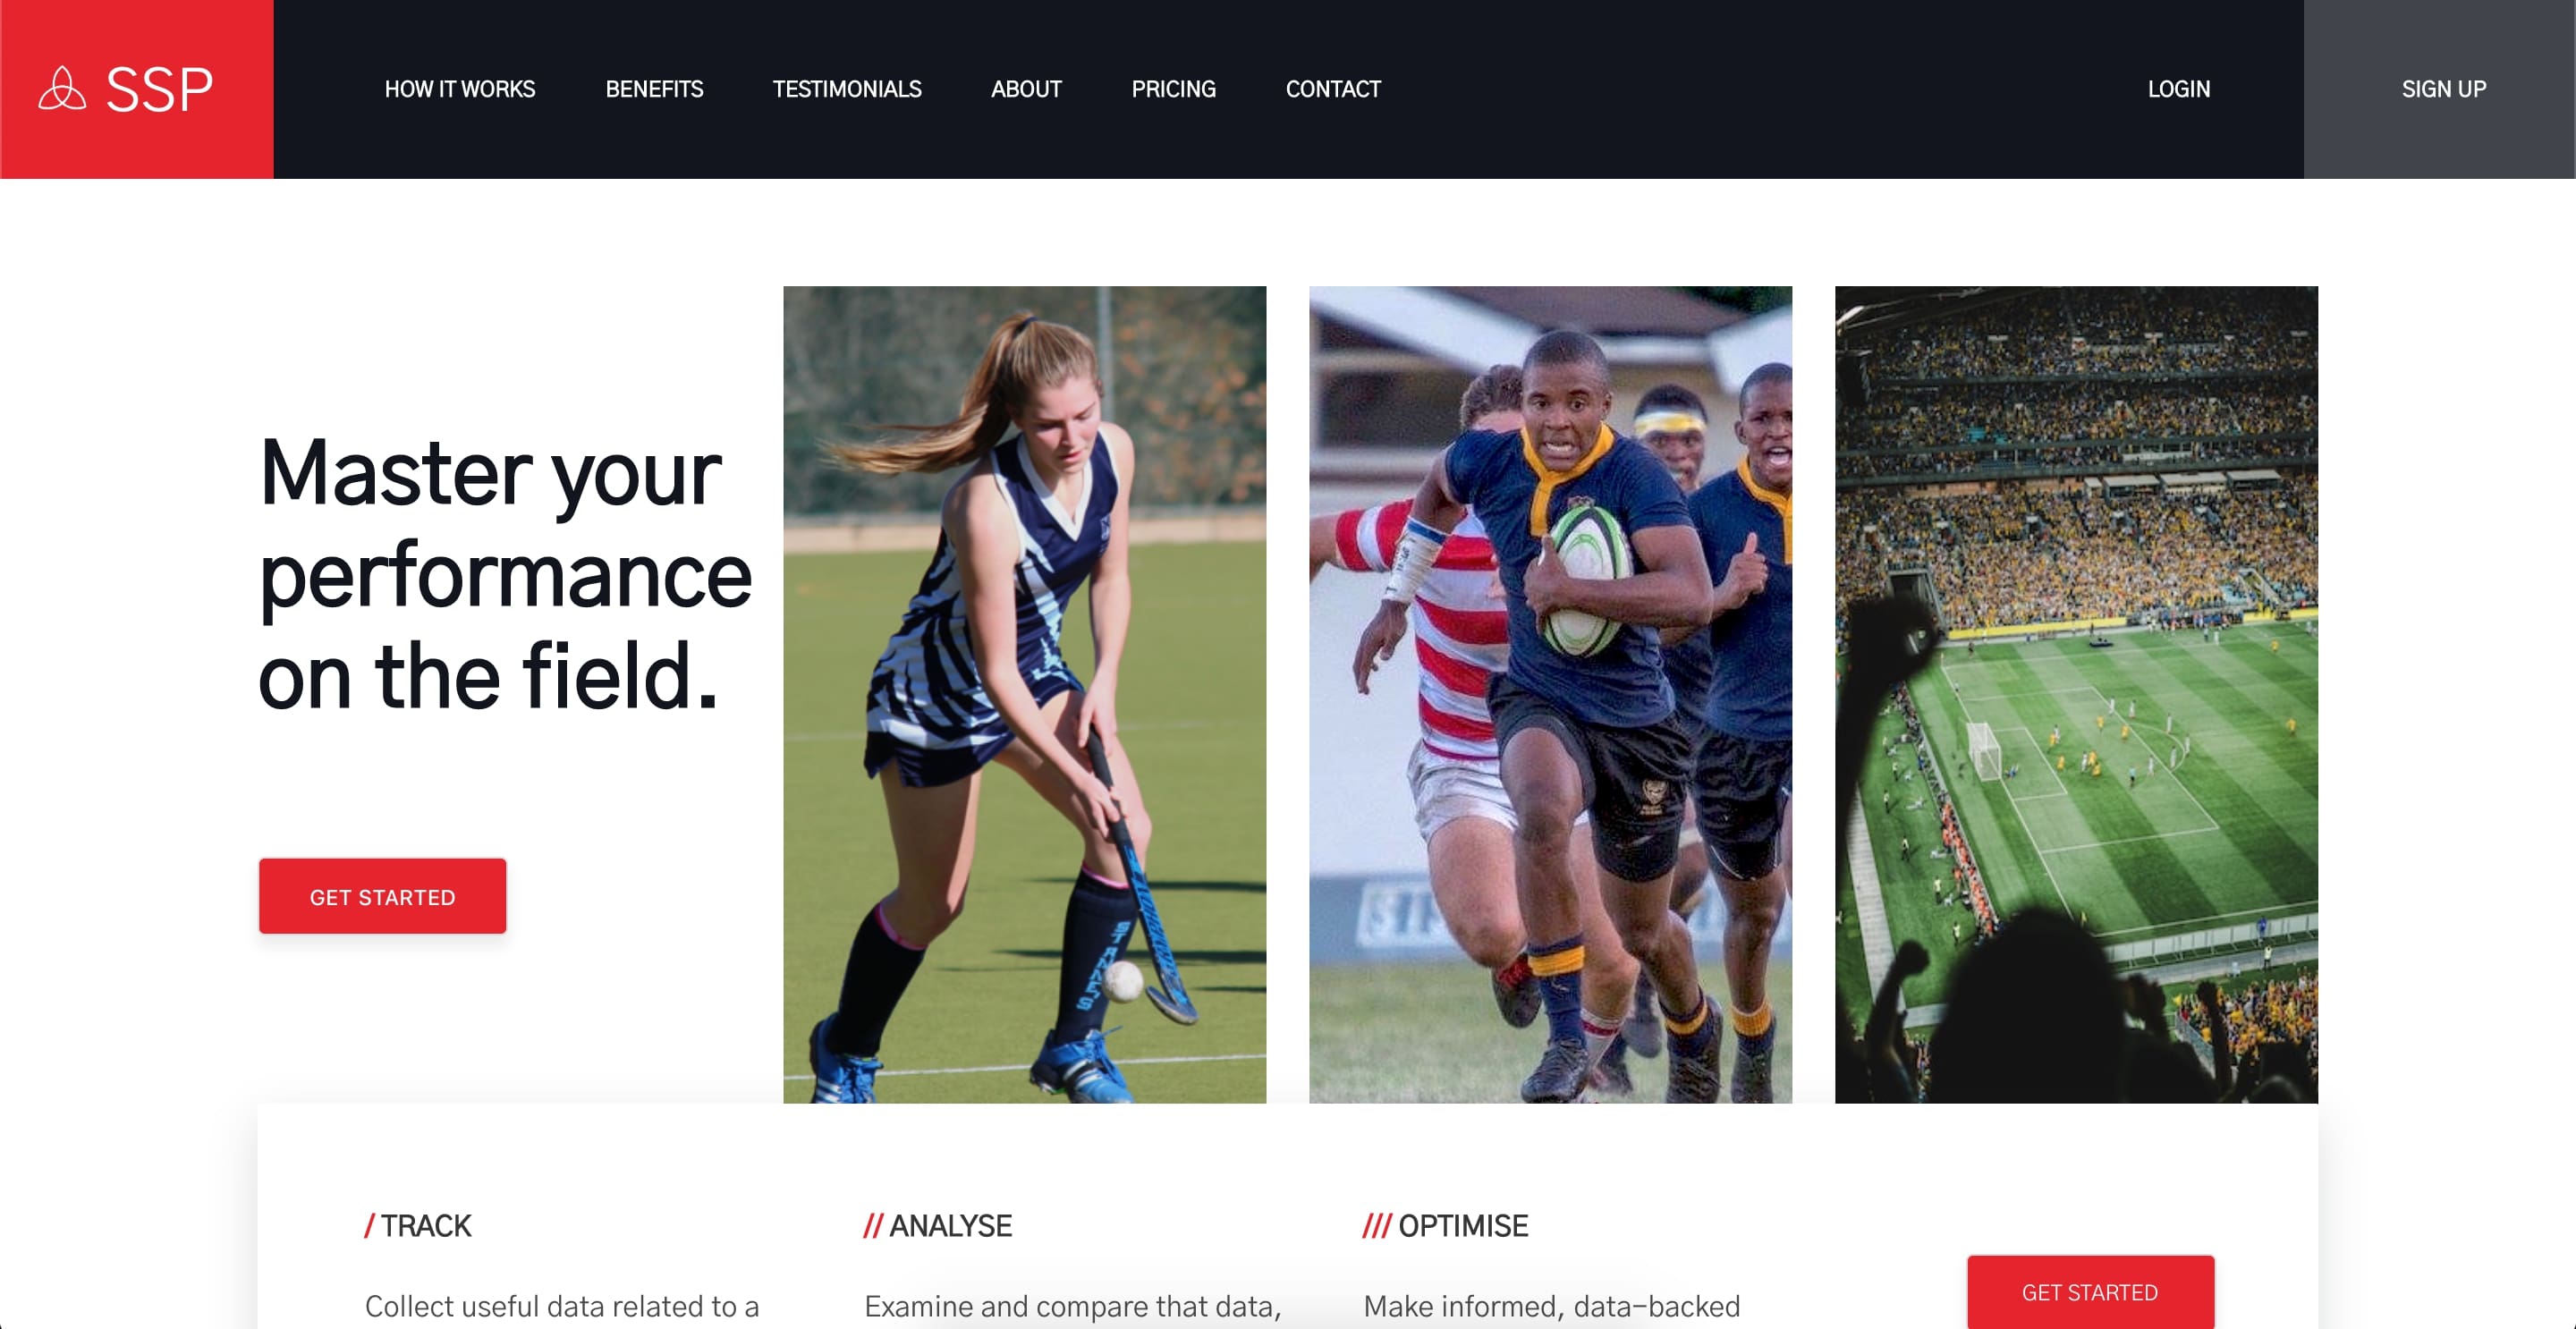 SSP
HOW IT WORKS
BENEFITS
TESTIMONIALS
ABOUT
PRICING
CONTACT
LOGIN
SIGN UP
Master your
performance
on the field.
GET STARTED
/ TRACK
Collect useful data related to a
// ANALYSE
Examine and compare that data,
/// OPTIMISE
Make informed, data-backed
GET STARTED